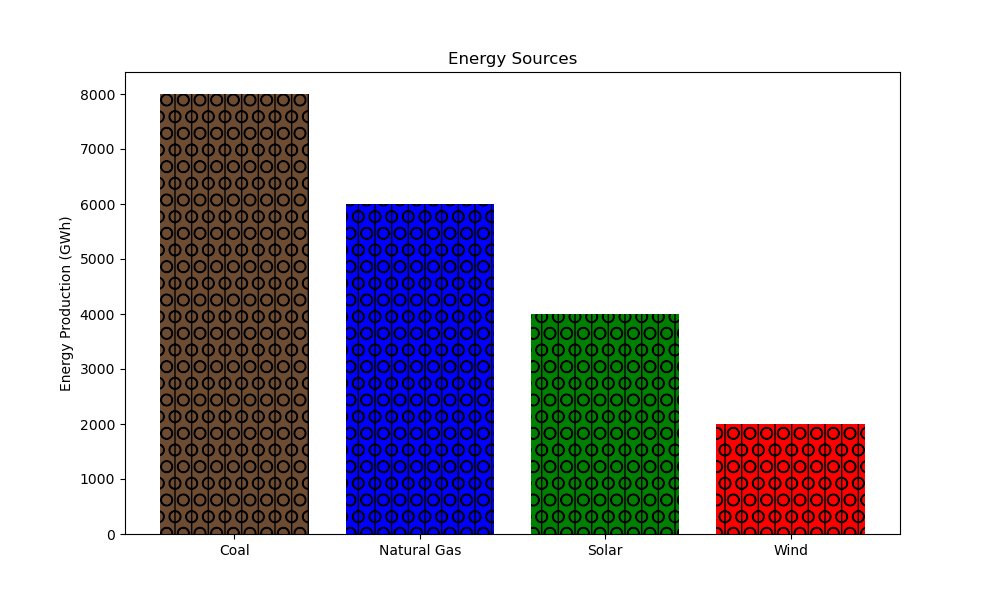 Energy Sources
Energy Production (GWh)
8000
7000
6000
5000
4000
3000
2000
1000
0
Coal
Natural Gas
Solar
Wind